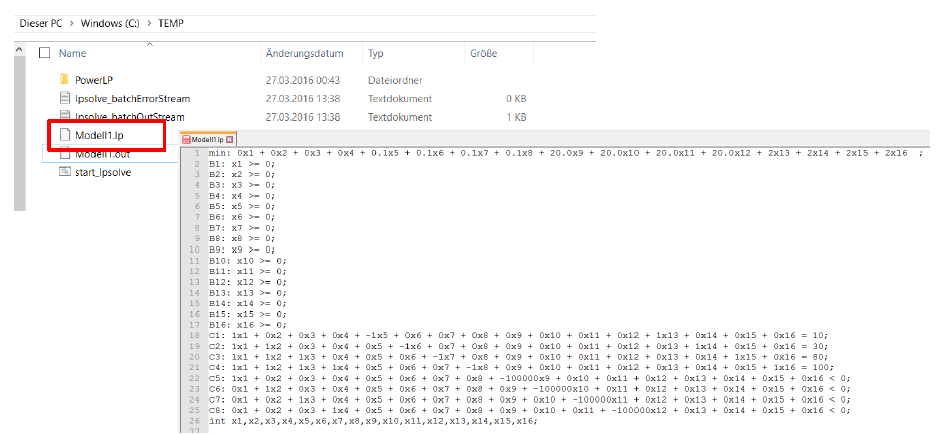 Dieser PC > Windows (C:) > TEMP
Name Änderungsdatum Typ Größe
PowerLP 27.03.2016 00:43 Dateiordner
lpsolve_batchErrorStream 27.03.2016 13:38 Textdokument 0 KB
lpsolve_batchOutStream 27.03.2016 13:38 Textdokument 1 KB
Modell1.lp
Modell1.out
start_lpsolve
Modell1.lp
1 min: 0x1 + 0x2 + 0x3 + 0x4 + 0.1x5 + 0.1x6 + 0.1x7 + 0.1x8 + 20.0x9 + 20.0x10 + 20.0x11 + 20.0x12 + 2x13 + 2x14 + 2x15 + 2x16 ;
2 B1: x1 >= 0;
3 B2: x2 >= 0;
4 B3: x3 >= 0;
5 B4: x4 >= 0;
6 B5: x5 >= 0;
7 B6: x6 >= 0;
8 B7: x7 >= 0;
9 B8: x8 >= 0;
10 B9: x9 >= 0;
11 B10: x10 >= 0;
12 B11: x11 >= 0;
13 B12: x12 >= 0;
14 B13: x13 >= 0;
15 B14: x14 >= 0;
16 B15: x15 >= 0;
17 B16: x16 >= 0;
18 C1: 1x1 + 0x2 + 0x3 + 0x4 + -1x5 + 0x6 + 0x7 + 0x8 + 0x9 + 0x10 + 0x11 + 0x12 + 1x13 + 0x14 + 0x15 + 0x16 = 10;
19 C2: 1x1 + 1x2 + 0x3 + 0x4 + 0x5 + -1x6 + 0x7 + 0x8 + 0x9 + 0x10 + 0x11 + 0x12 + 0x13 + 1x14 + 0x15 + 0x16 = 30;
20 C3: 1x1 + 1x2 + 1x3 + 0x4 + 0x5 + 0x6 + -1x7 + 0x8 + 0x9 + 0x10 + 0x11 + 0x12 + 0x13 + 0x14 + 1x15 + 0x16 = 80;
21 C4: 1x1 + 1x2 + 1x3 + 1x4 + 0x5 + 0x6 + 0x7 + -1x8 + 0x9 + 0x10 + 0x11 + 0x12 + 0x13 + 0x14 + 0x15 + 1x16 = 100;
22 C5: 1x1 + 0x2 + 0x3 + 0x4 + 0x5 + 0x6 + 0x7 + 0x8 + -100000x9 + 0x10 + 0x11 + 0x12 + 0x13 + 0x14 + 0x15 + 0x16 < 0;
23 C6: 0x1 + 1x2 + 0x3 + 0x4 + 0x5 + 0x6 + 0x7 + 0x8 + 0x9 + -100000x10 + 0x11 + 0x12 + 0x13 + 0x14 + 0x15 + 0x16 < 0;
24 C7: 0x1 + 0x2 + 1x3 + 0x4 + 0x5 + 0x6 + 0x7 + 0x8 + 0x9 + 0x10 + -100000x11 + 0x12 + 0x13 + 0x14 + 0x15 + 0x16 < 0;
25 C8: 0x1 + 0x2 + 0x3 + 1x4 + 0x5 + 0x6 + 0x7 + 0x8 + 0x9 + 0x10 + 0x11 + -100000x12 + 0x13 + 0x14 + 0x15 + 0x16 < 0;
26 int x1,x2,x3,x4,x5,x6,x7,x8,x9,x10,x11,x12,x13,x14,x15,x16;
27